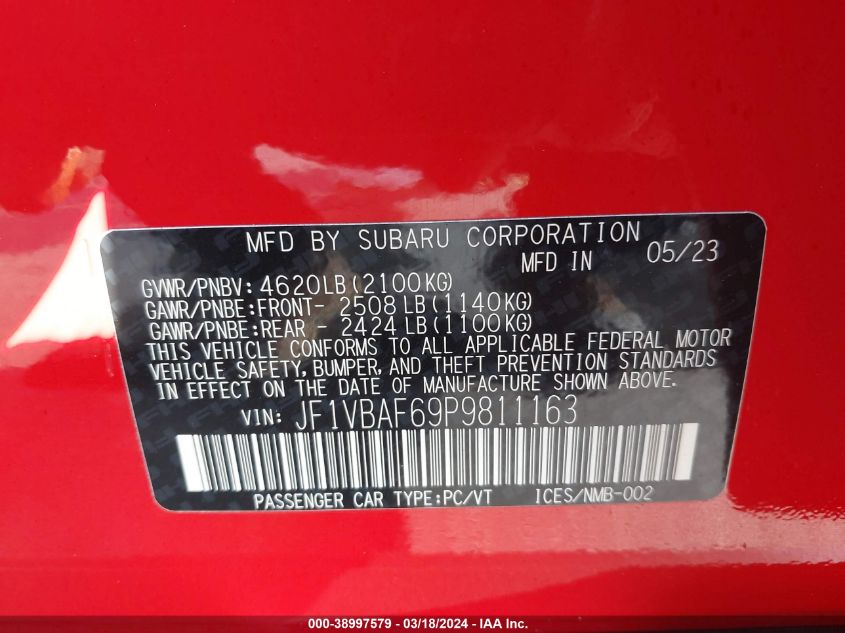 MFD BY SUBARU CORPORATION
MFD IN 05/23
GVWR/PNBV: 4620LB(2100KG)
GAWR/PNBE:FRONT- 2508 LB(1140KG)
GAWR/PNBE:REAR - 2424 LB(1100KG)
THIS VEHICLE CONFORMS TO ALL APPLICABLE FEDERAL MOTOR
VEHICLE SAFETY, BUMPER, AND THEFT PREVENTION STANDARDS
IN EFFECT ON THE DATE OF MANUFACTURE SHOWN ABOVE.
VIN: JF1VBAF69P9811163
PASSENGER CAR TYPE:PC/VT ICES/NMB-002
000-38997579 - 03/18/2024 - IAA Inc.